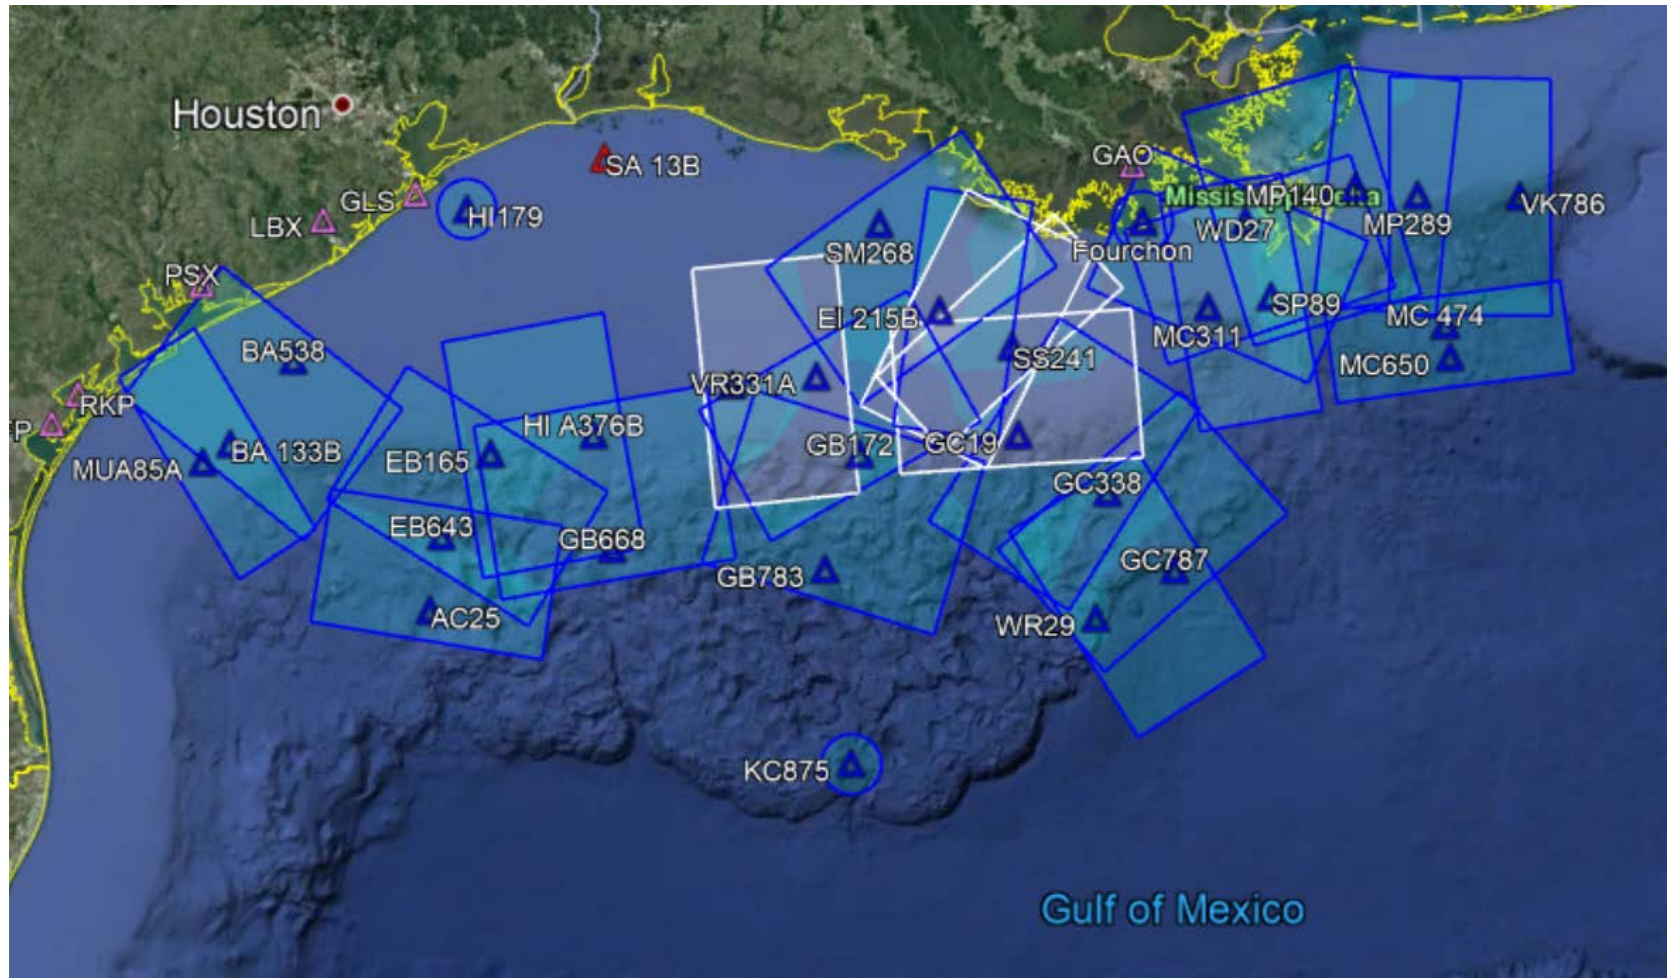 Houston
SA 13B
GAO
GLS
HI179
LBX
Mississippi Delta
MP140
MP289
VK786
WD27
Fourchon
SM268
PSX
SP89
MC 474
EI 215B
MC311
MC650
BA538
SS241
VR331A
RKP
HI A376B
P
GB172
GC19
BA 133B
EB165
MUA85A
GC338
EB643
GB668
GC787
GB783
AC25
WR29
KC875
Gulf of Mexico